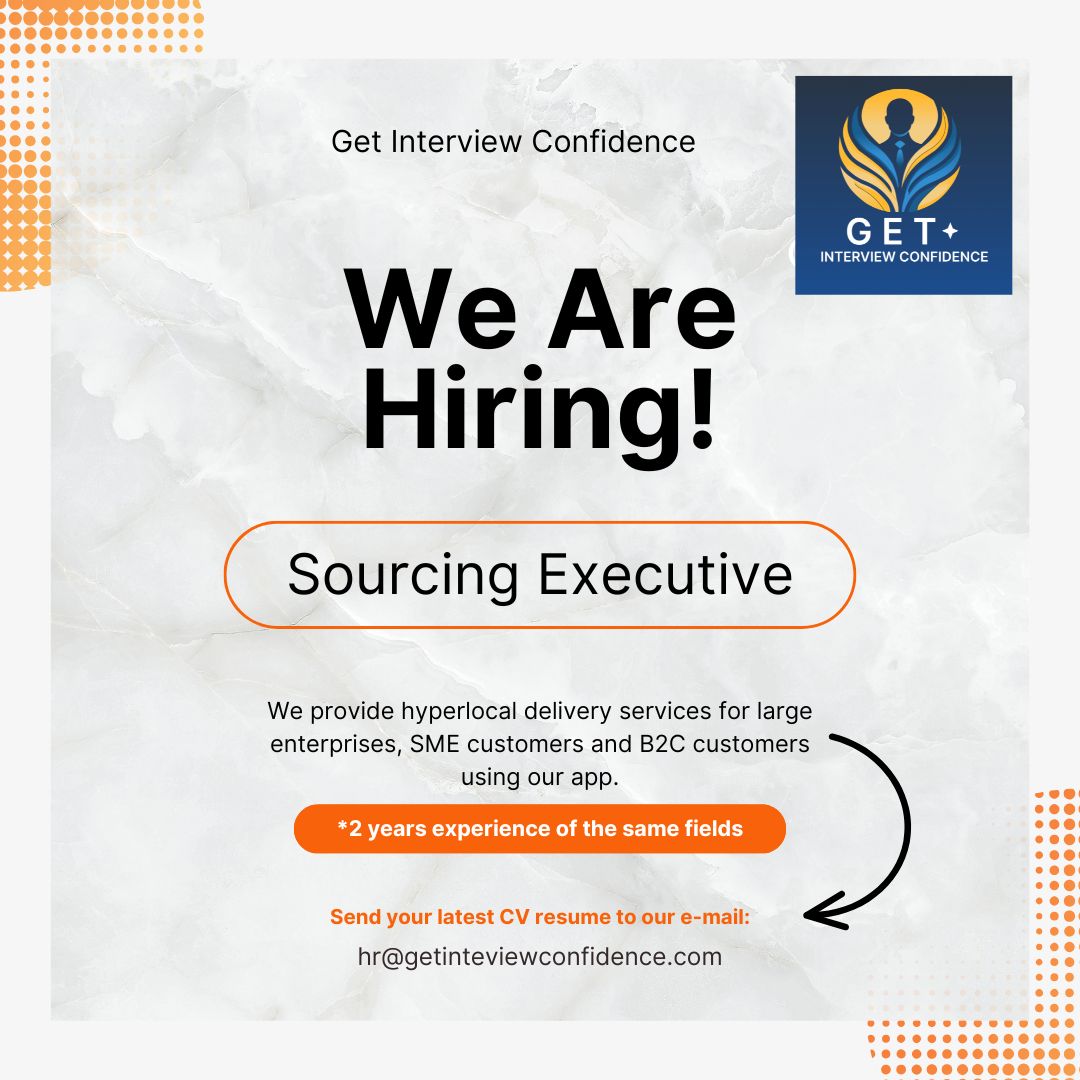 Get Interview Confidence
GET
INTERVIEW CONFIDENCE
We Are
Hiring!
Sourcing Executive
We provide hyperlocal delivery services for large
enterprises, SME customers and B2C customers
using our app.
*2 years experience of the same fields
Send your latest CV resume to our e-mail:
hr@getinteviewconfidence.com